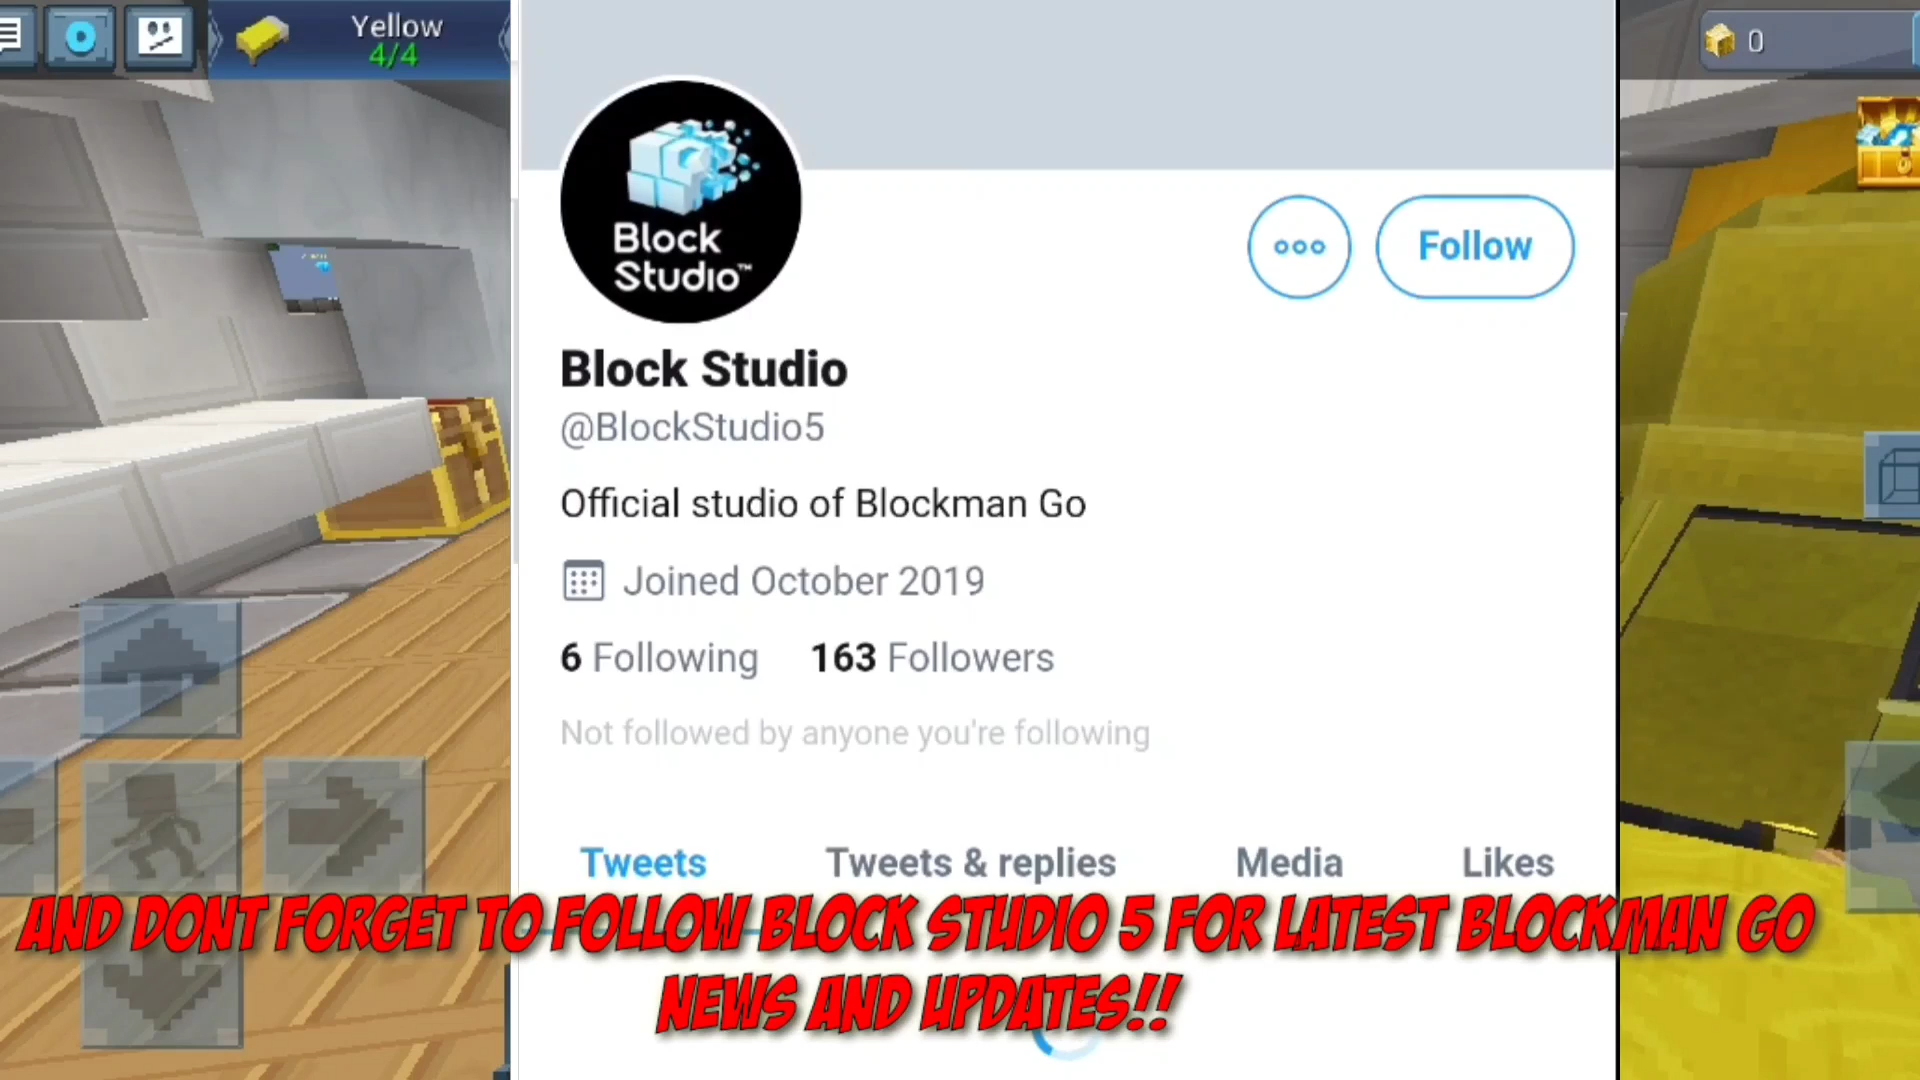 Yellow
4/4
0
Block
Studio™
Follow
Block Studio
@BlockStudio5
Official studio of Blockman Go
Joined October 2019
6 Following 163 Followers
Not followed by anyone you're following
Tweets Tweets & replies Media Likes
AND DONT FORGET TO FOLLOW BLOCK STUDIO 5 FOR LATEST BLOCKMAN GO
NEWS AND UPDATES!!